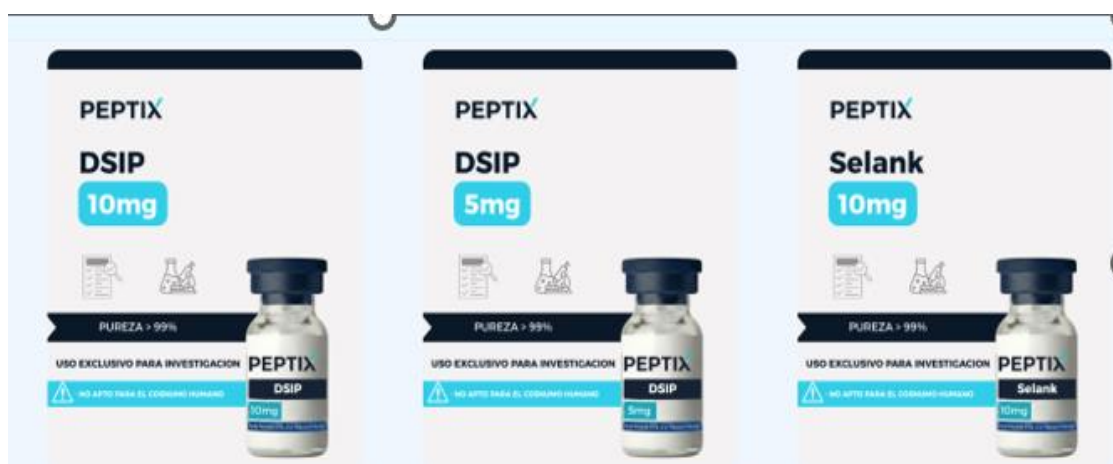 PEPTIX
DSIP
10mg
PUREZA > 99%
USO EXCLUSIVO PARA INVESTIGACION
NO APTO PARA EL CONSUMO HUMANO
PEPTIX
DSIP
10mg
PEPTIX
DSIP
5mg
PUREZA > 99%
USO EXCLUSIVO PARA INVESTIGACION
NO APTO PARA EL CONSUMO HUMANO
PEPTIX
DSIP
5mg
PEPTIX
Selank
10mg
PUREZA > 99%
USO EXCLUSIVO PARA INVESTIGACION
NO APTO PARA EL CONSUMO HUMANO
PEPTIX
Selank
10mg